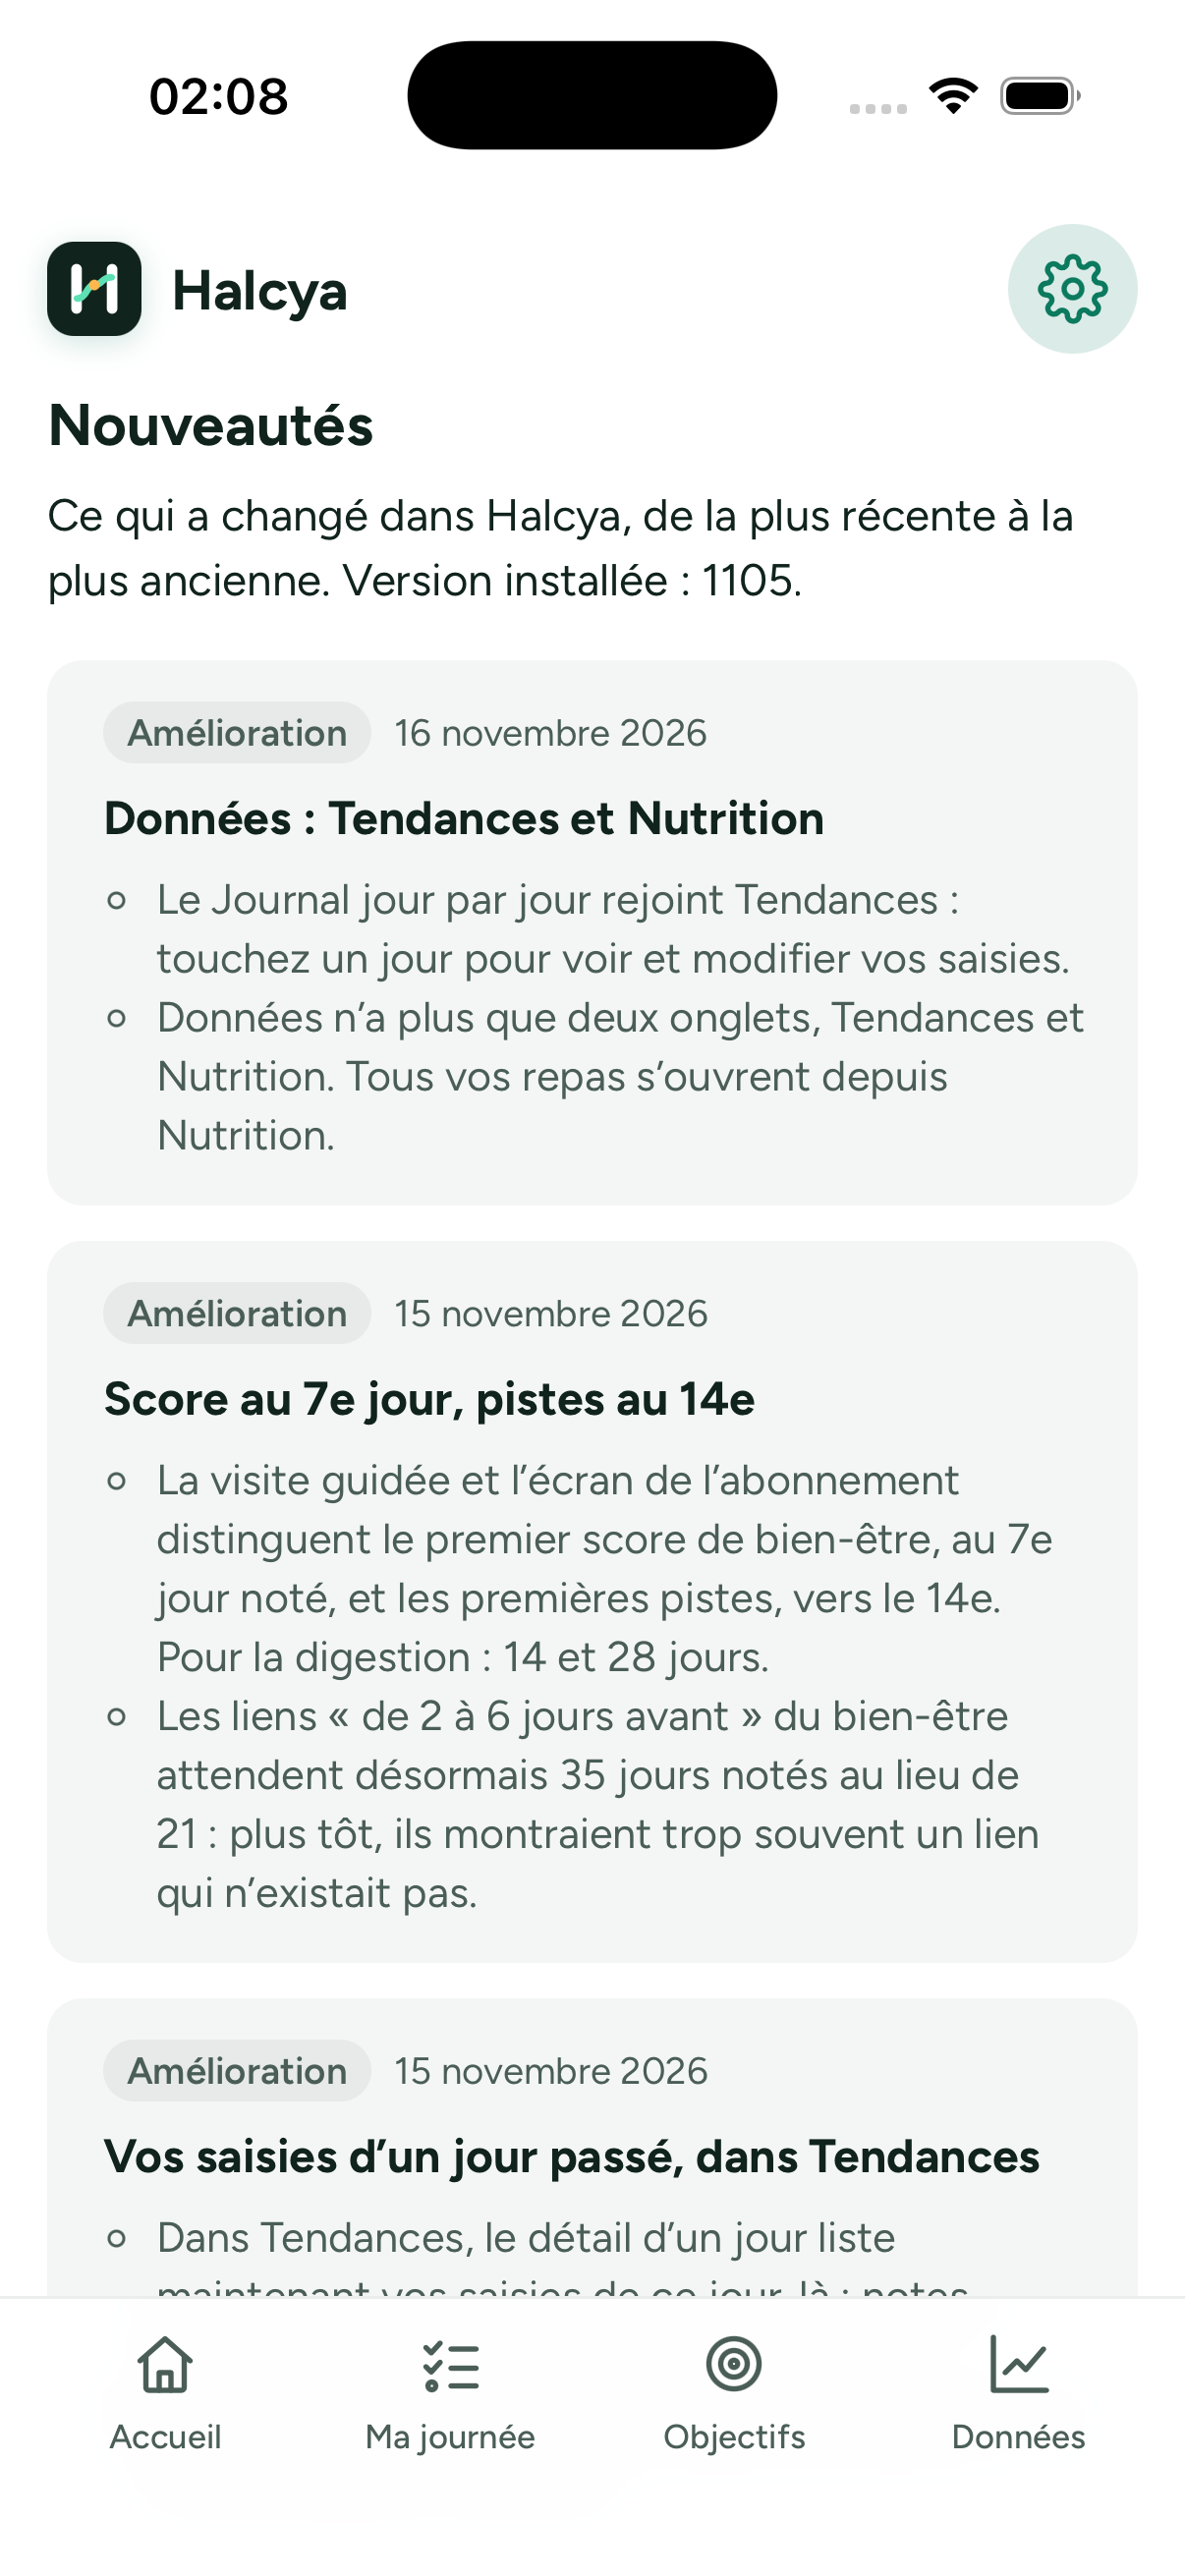 02:08
Halcya
Nouveautés
Ce qui a changé dans Halcya, de la plus récente à la
plus ancienne. Version installée : 1105.
Amélioration 16 novembre 2026
Données : Tendances et Nutrition
Le Journal jour par jour rejoint Tendances :
touchez un jour pour voir et modifier vos saisies.
Données n’a plus que deux onglets, Tendances et
Nutrition. Tous vos repas s’ouvrent depuis
Nutrition.
Amélioration 15 novembre 2026
Score au 7e jour, pistes au 14e
La visite guidée et l’écran de l’abonnement
distinguent le premier score de bien-être, au 7e
jour noté, et les premières pistes, vers le 14e.
Pour la digestion : 14 et 28 jours.
Les liens « de 2 à 6 jours avant » du bien-être
attendent désormais 35 jours notés au lieu de
21 : plus tôt, ils montraient trop souvent un lien
qui n’existait pas.
Amélioration 15 novembre 2026
Vos saisies d’un jour passé, dans Tendances
Dans Tendances, le détail d’un jour liste
maintenant vos saisies de ce jour-là : notes
Accueil Ma journée Objectifs Données